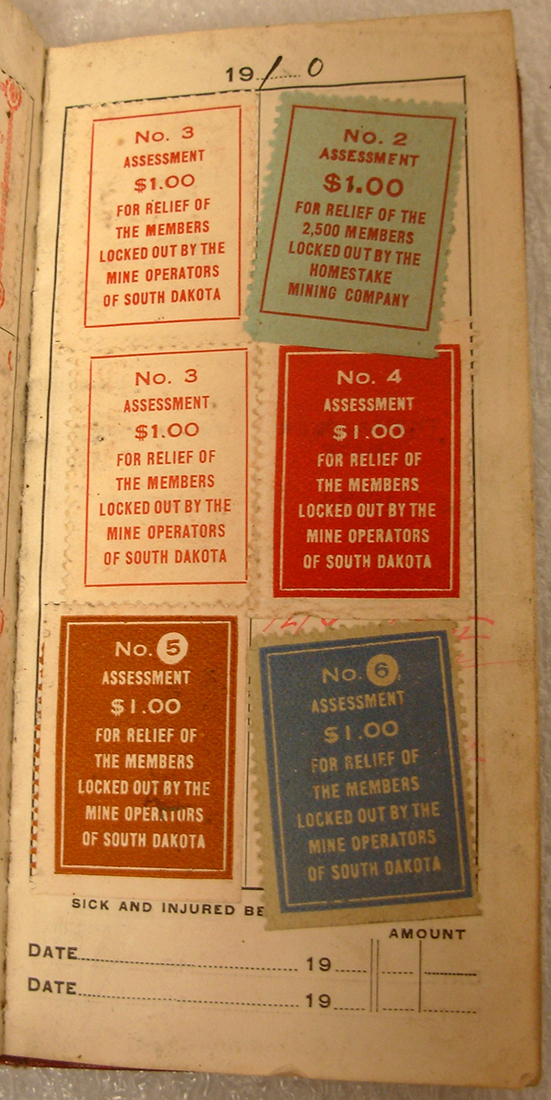 1910
No. 3
ASSESSMENT
$1.00
FOR RELIEF OF
THE MEMBERS
LOCKED OUT BY THE
MINE OPERATORS
OF SOUTH DAKOTA
No. 2
ASSESSMENT
$1.00
FOR RELIEF OF THE
2,500 MEMBERS
LOCKED OUT BY THE
HOMESTAKE
MINING COMPANY
No. 3
ASSESSMENT
$1.00
FOR RELIEF OF
THE MEMBERS
LOCKED OUT BY THE
MINE OPERATORS
OF SOUTH DAKOTA
No. 4
ASSESSMENT
$1.00
FOR RELIEF OF
THE MEMBERS
LOCKED OUT BY THE
MINE OPERATORS
OF SOUTH DAKOTA
No. 5
ASSESSMENT
$1.00
FOR RELIEF OF
THE MEMBERS
LOCKED OUT BY THE
MINE OPERATORS
OF SOUTH DAKOTA
No. 6
ASSESSMENT
$1.00
FOR RELIEF OF
THE MEMBERS
LOCKED OUT BY THE
MINE OPERATORS
OF SOUTH DAKOTA
SICK AND INJURED BE
AMOUNT
DATE 19
DATE 19